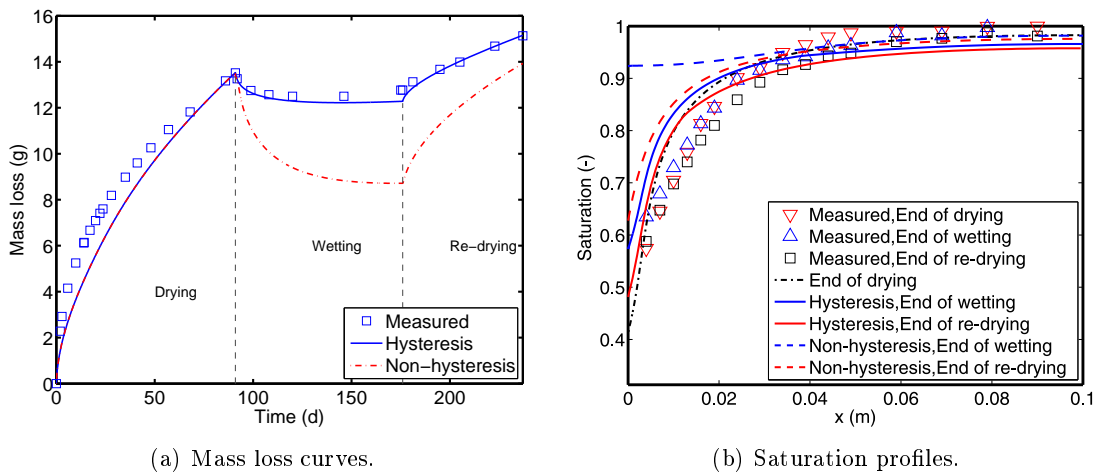 16
14
12
10
8
6
4
2
0
Mass loss (g)
0
50
100
150
200
Time (d)
Drying
Wetting
Re-drying
Measured
Hysteresis
Non-hysteresis
(a) Mass loss curves.
1
0.9
0.8
0.7
0.6
0.5
0.4
Saturation (-)
0
0.02
0.04
0.06
0.08
0.1
x (m)
Measured,End of drying
Measured,End of wetting
Measured,End of re-drying
End of drying
Hysteresis,End of wetting
Hysteresis,End of re-drying
Non-hysteresis,End of wetting
Non-hysteresis,End of re-drying
(b) Saturation profiles.